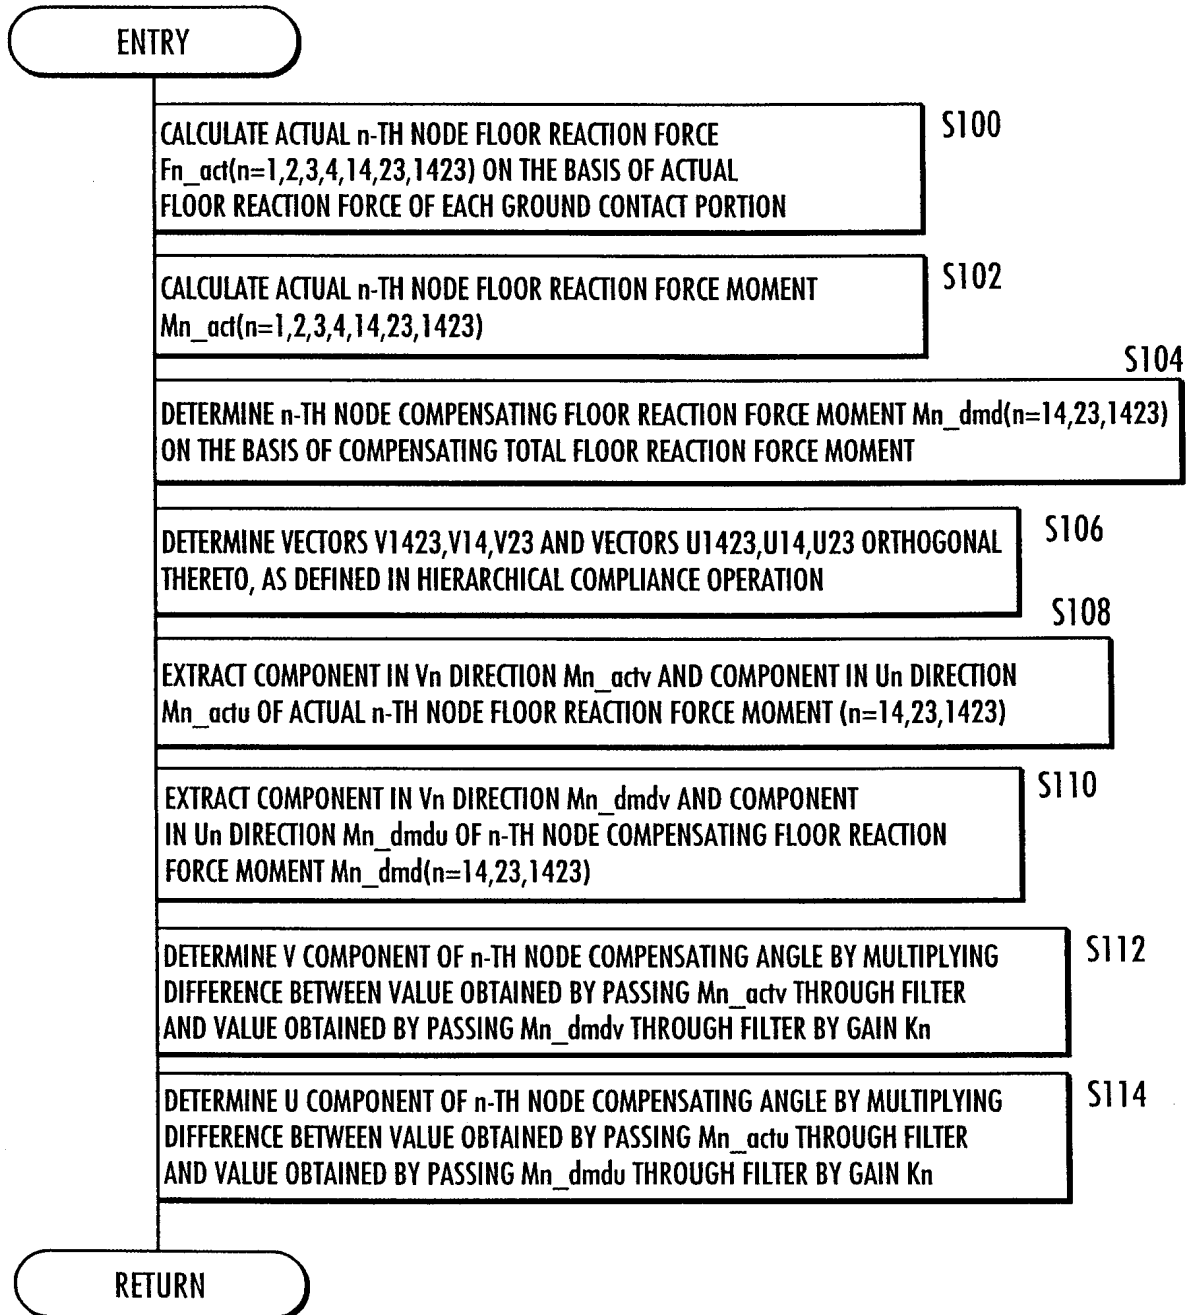 ENTRY
S100
CALCULATE ACTUAL n-TH NODE FLOOR REACTION FORCE
Fn_act(n=1,2,3,4,14,23,1423) ON THE BASIS OF ACTUAL
FLOOR REACTION FORCE OF EACH GROUND CONTACT PORTION
S102
CALCULATE ACTUAL n-TH NODE FLOOR REACTION FORCE MOMENT
Mn_act(n=1,2,3,4,14,23,1423)
S104
DETERMINE n-TH NODE COMPENSATING FLOOR REACTION FORCE MOMENT Mn_dmd(n=14,23,1423)
ON THE BASIS OF COMPENSATING TOTAL FLOOR REACTION FORCE MOMENT
S106
DETERMINE VECTORS V1423,V14,V23 AND VECTORS U1423,U14,U23 ORTHOGONAL
THERETO, AS DEFINED IN HIERARCHICAL COMPLIANCE OPERATION
S108
EXTRACT COMPONENT IN Vn DIRECTION Mn_actv AND COMPONENT IN Un DIRECTION
Mn_actu OF ACTUAL n-TH NODE FLOOR REACTION FORCE MOMENT (n=14,23,1423)
S110
EXTRACT COMPONENT IN Vn DIRECTION Mn_dmdv AND COMPONENT
IN Un DIRECTION Mn_dmdu OF n-TH NODE COMPENSATING FLOOR REACTION
FORCE MOMENT Mn_dmd(n=14,23,1423)
S112
DETERMINE V COMPONENT OF n-TH NODE COMPENSATING ANGLE BY MULTIPLYING
DIFFERENCE BETWEEN VALUE OBTAINED BY PASSING Mn_actv THROUGH FILTER
AND VALUE OBTAINED BY PASSING Mn_dmdv THROUGH FILTER BY GAIN Kn
S114
DETERMINE U COMPONENT OF n-TH NODE COMPENSATING ANGLE BY MULTIPLYING
DIFFERENCE BETWEEN VALUE OBTAINED BY PASSING Mn_actu THROUGH FILTER
AND VALUE OBTAINED BY PASSING Mn_dmdu THROUGH FILTER BY GAIN Kn
RETURN